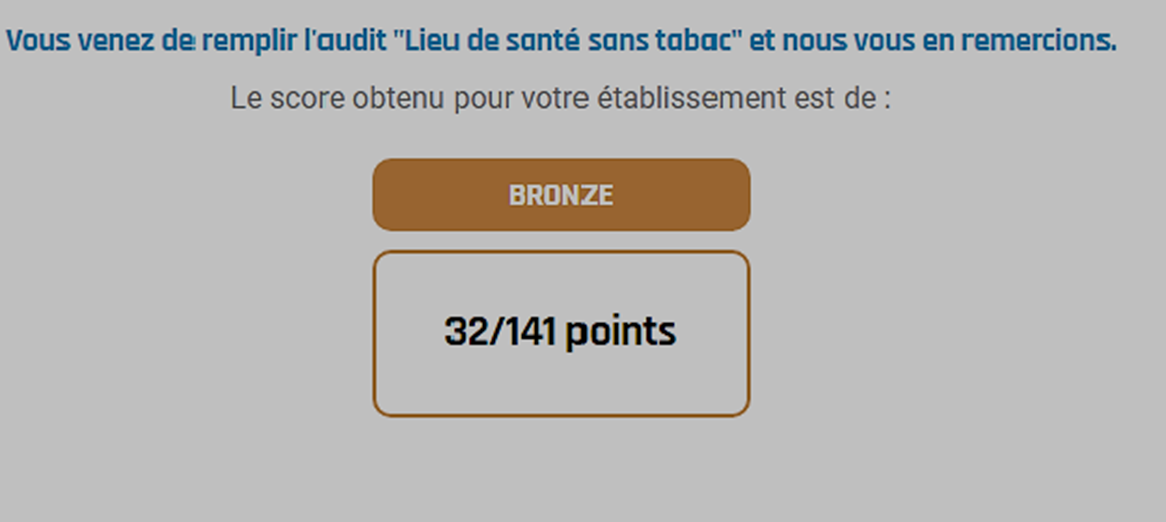 Vous venez de remplir l'audit "Lieu de santé sans tabac" et nous vous en remercions.
Le score obtenu pour votre établissement est de :
BRONZE
32/141 points